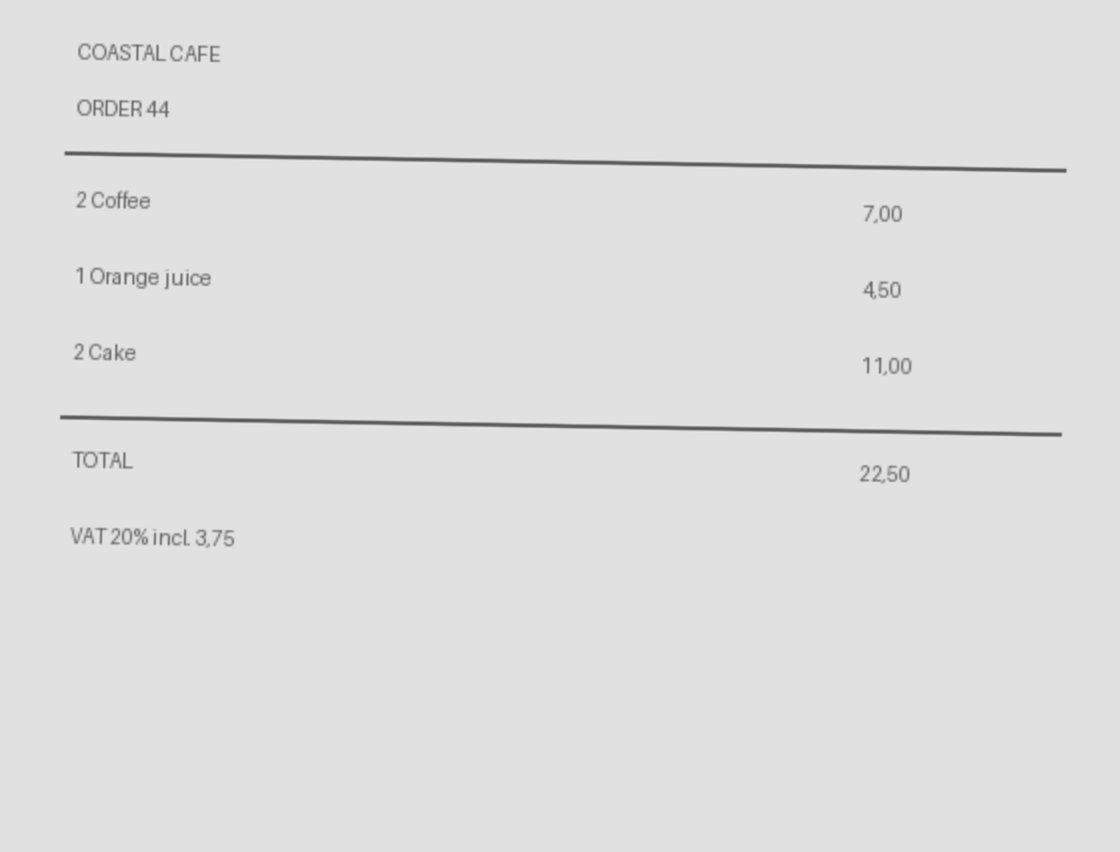 COASTAL CAFE
ORDER 44
2 Coffee 7,00
1 Orange juice 4,50
2 Cake 11,00
TOTAL 22,50
VAT 20% incl. 3,75